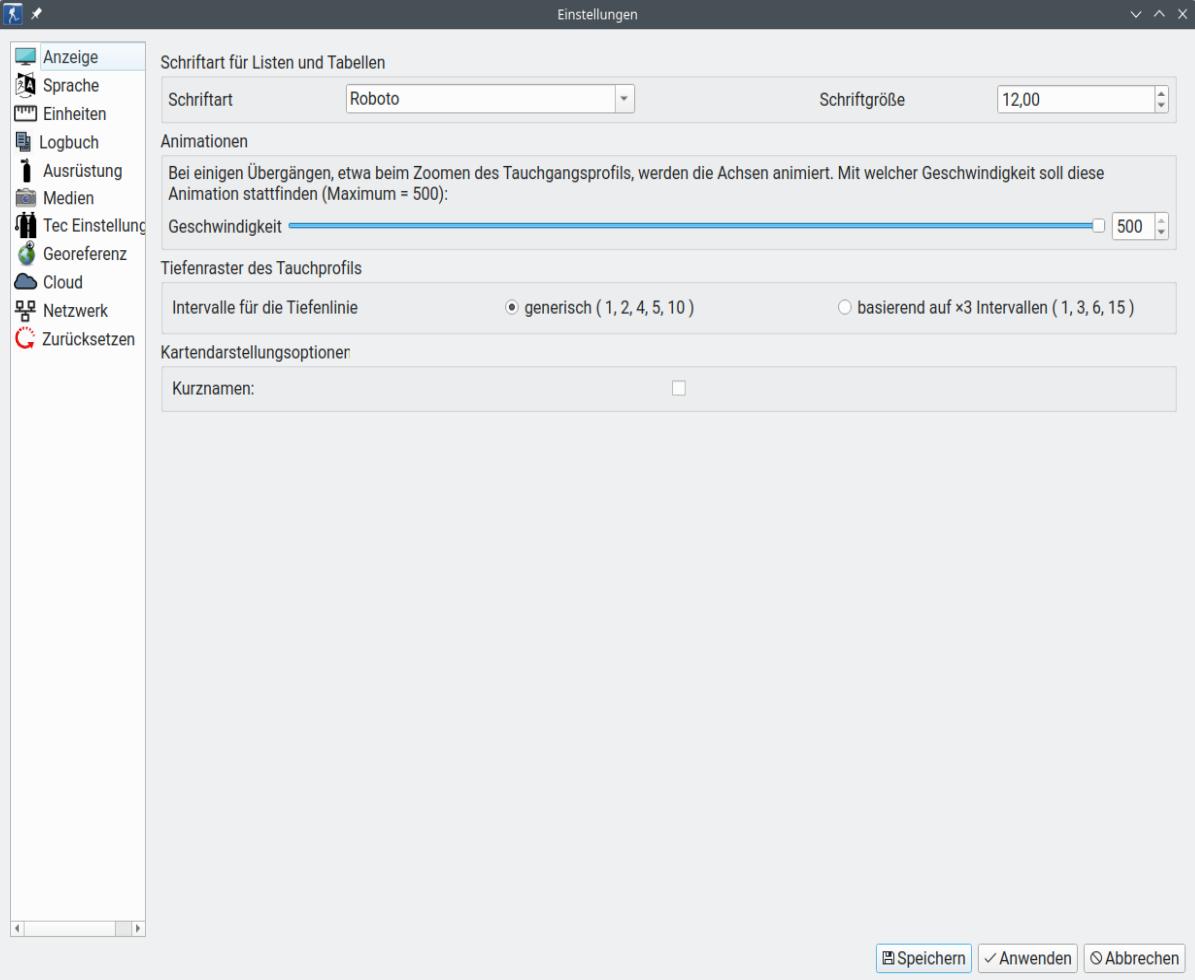 Einstellungen
Anzeige
Sprache
Einheiten
Logbuch
Ausrüstung
Medien
Tec Einstellung
Georeferenz
Cloud
Netzwerk
Zurücksetzen
Schriftart für Listen und Tabellen
Schriftart Roboto Schriftgröße 12,00
Animationen
Bei einigen Übergängen, etwa beim Zoomen des Tauchgangsprofils, werden die Achsen animiert. Mit welcher Geschwindigkeit soll diese
Animation stattfinden (Maximum = 500):
Geschwindigkeit 500
Tiefenraster des Tauchprofils
Intervalle für die Tiefenlinie generisch ( 1, 2, 4, 5, 10 ) basierend auf ×3 Intervallen ( 1, 3, 6, 15 )
Kartendarstellungsoptionen
Kurznamen:
Speichern Anwenden Abbrechen